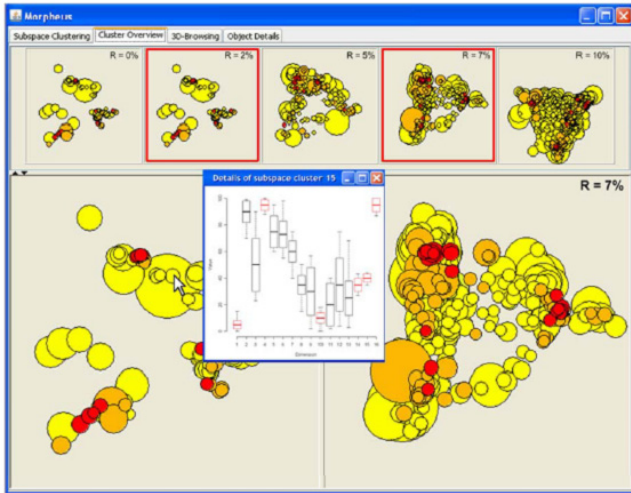 Morpheus
Subspace Clustering Cluster Overview 3D-Browsing Object Details
R = 0% R = 2% R = 5% R = 7% R = 10%
Details of subspace cluster 15
R = 7%
Dimension